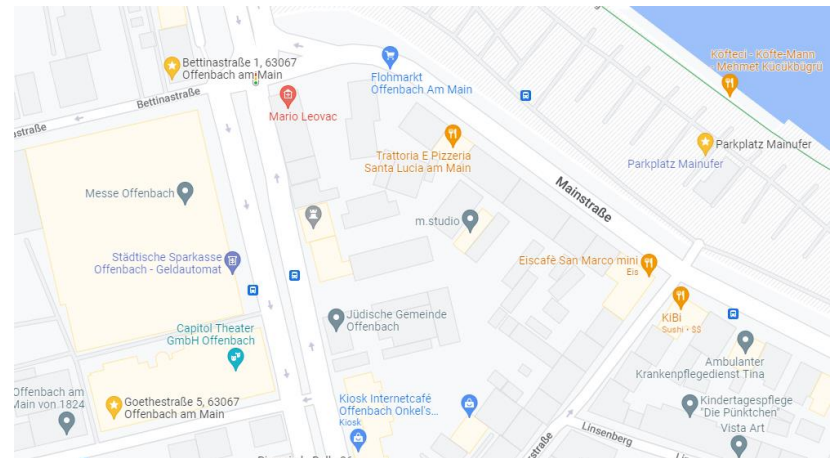 Bettinastraße 1, 63067
Offenbach am Main
Flohmarkt
Offenbach Am Main
Köfteci - Köfte-Mann
Mehmet Kücükbügrü
Bettinastraße
Mario Leovac
Parkplatz Mainufer
Parkplatz Mainufer
Trattoria E Pizzeria
Santa Lucia am Main
Mainstraße
Messe Offenbach
m.studio
Städtische Sparkasse
Offenbach - Geldautomat
Eiscafè San Marco mini
Eis
Jüdische Gemeinde
Offenbach
KIBI
Sushi • $$
Capitol Theater
GmbH Offenbach
Ambulanter
Krankenpflegedienst Tina
Offenbach am
Main von 1824
Goethestraße 5, 63067
Offenbach am Main
Kiosk Internetcafé
Offenbach Onkel's...
Kiosk
Kindertagespflege
"Die Pünktchen"
Vista Art
Linsenberg